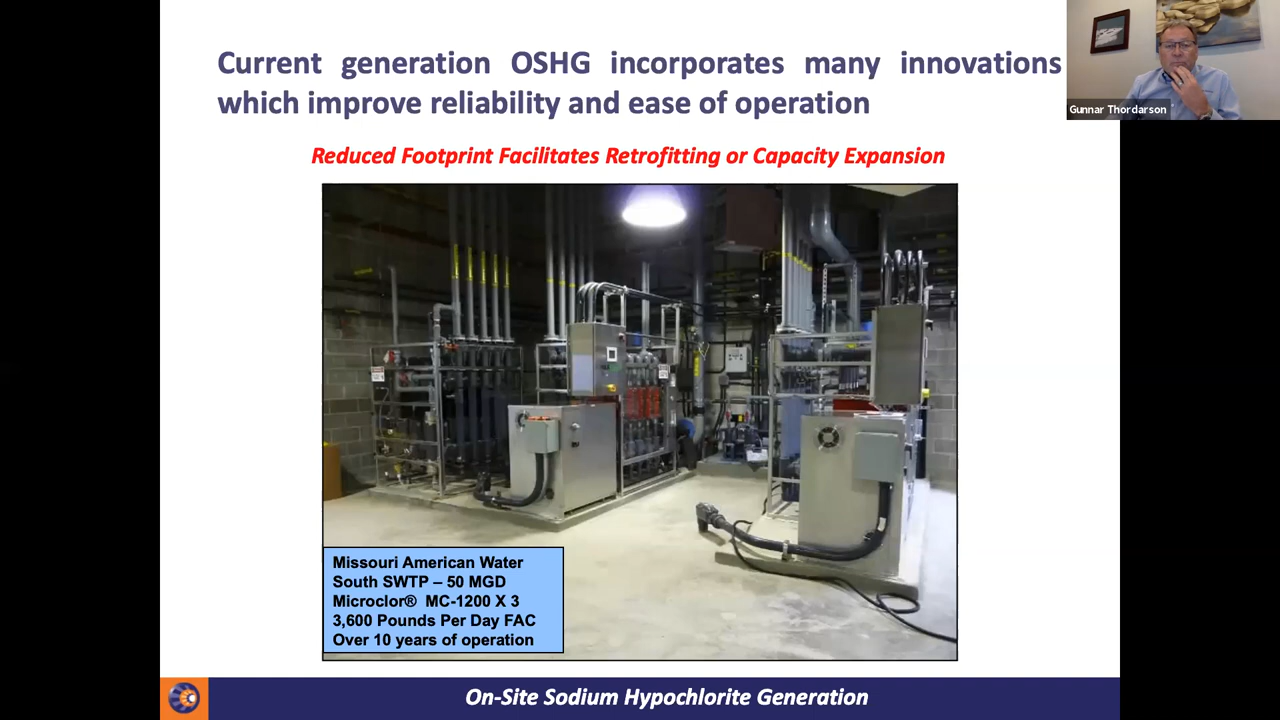 Current generation OSHG incorporates many innovations
which improve reliability and ease of operation
Gunnar Thordarson
Reduced Footprint Facilitates Retrofitting or Capacity Expansion
Missouri American Water
South SWTP – 50 MGD
Microclor® MC-1200 X 3
3,600 Pounds Per Day FAC
Over 10 years of operation
On-Site Sodium Hypochlorite Generation